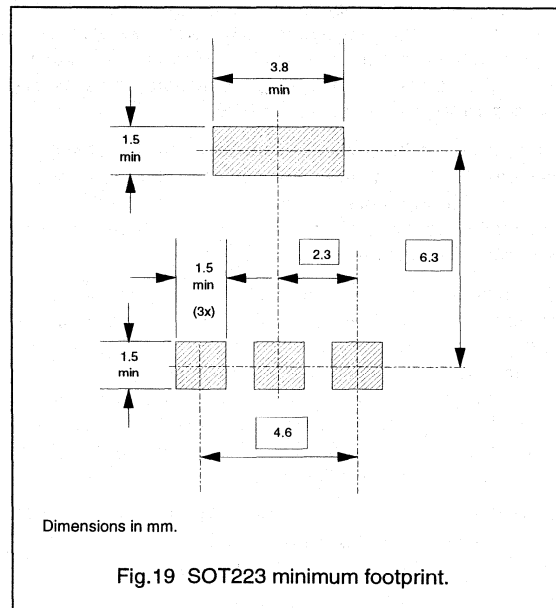 3.8
min
1.5
min
2.3
6.3
1.5
min
(3x)
1.5
min
4.6
Dimensions in mm.
Fig.19 SOT223 minimum footprint.